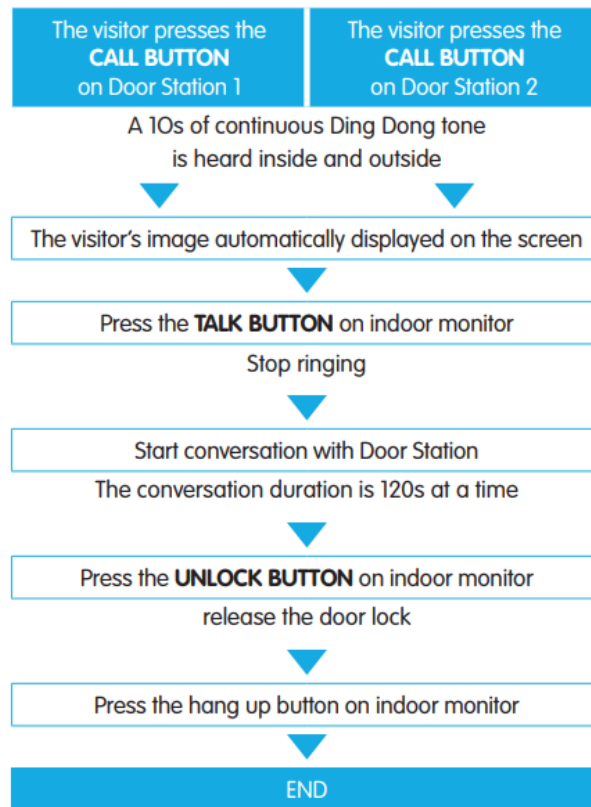 The visitor presses the
CALL BUTTON
on Door Station 1
The visitor presses the
CALL BUTTON
on Door Station 2
A 10s of continuous Ding Dong tone
is heard inside and outside
The visitor's image automatically displayed on the screen
Press the TALK BUTTON on indoor monitor
Stop ringing
Start conversation with Door Station
The conversation duration is 120s at a time
Press the UNLOCK BUTTON on indoor monitor
release the door lock
Press the hang up button on indoor monitor
END